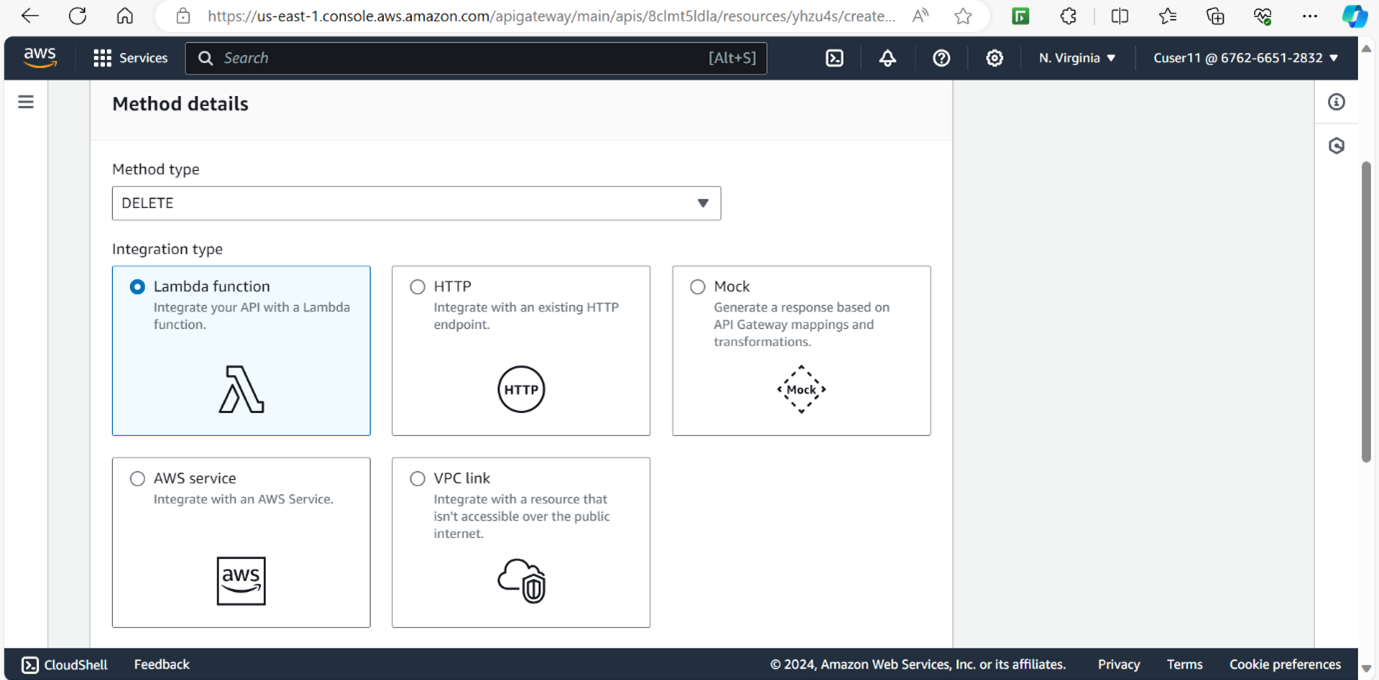 https://us-east-1.console.aws.amazon.com/apigateway/main/apis/8clmt5ldla/resources/yhzu4s/create...
aws
Services
Search
[Alt+S]
N. Virginia
Cuser11 @ 6762-6651-2832
Method details
Method type
DELETE
Integration type
Lambda function
Integrate your API with a Lambda
function.
HTTP
Integrate with an existing HTTP
endpoint.
HTTP
Mock
Generate a response based on
API Gateway mappings and
transformations.
Mock
AWS service
Integrate with an AWS Service.
aws
VPC link
Integrate with a resource that
isn't accessible over the public
internet.
CloudShell
Feedback
© 2024, Amazon Web Services, Inc. or its affiliates.
Privacy
Terms
Cookie preferences